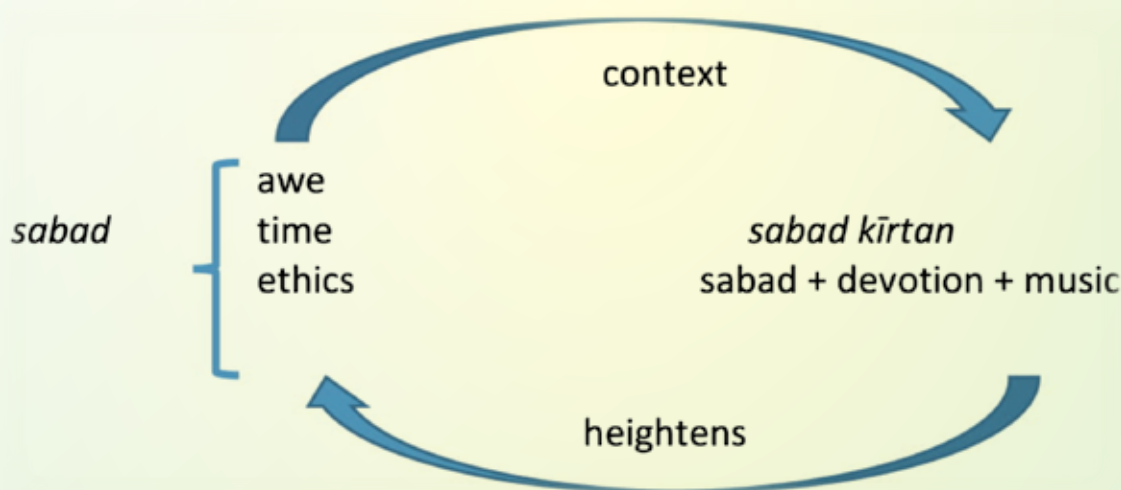 context
awe
sabad time sabad kīrtan
ethics sabad + devotion + music
heightens